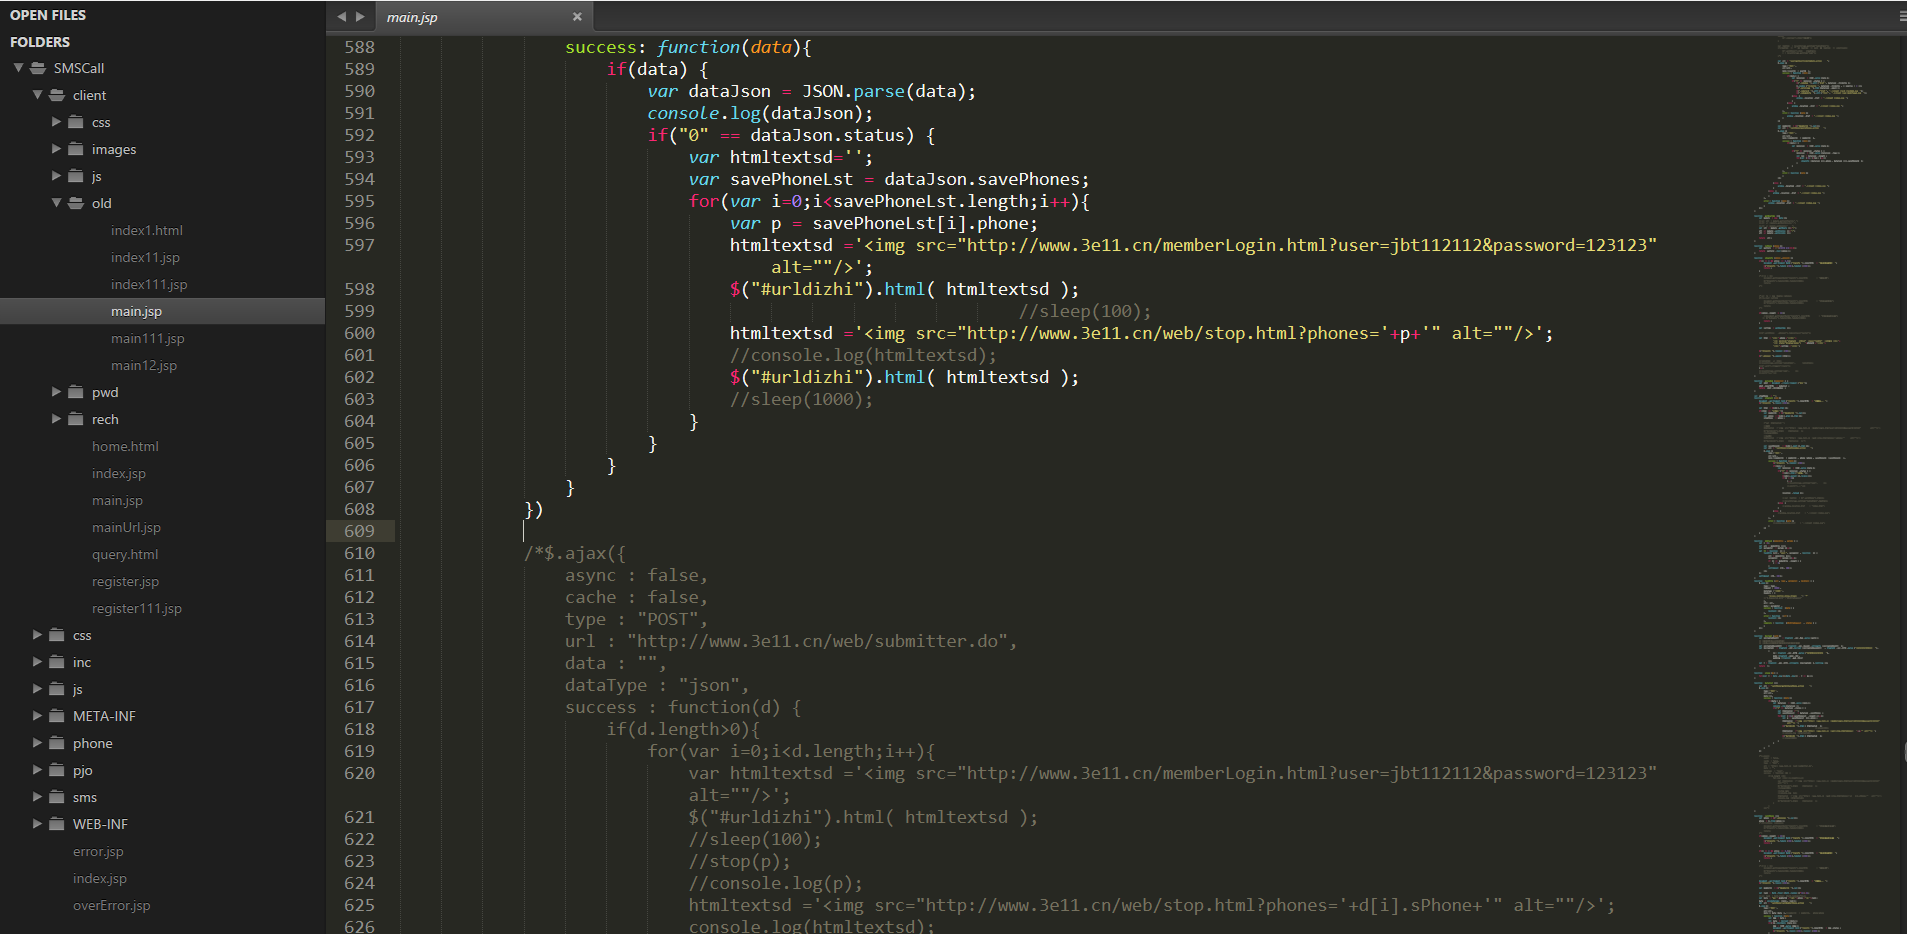 OPEN FILES
FOLDERS
SMSCall
client
css
images
js
old
index1.html
index11.jsp
index111.jsp
main.jsp
main111.jsp
main12.jsp
pwd
rech
home.html
index.jsp
main.jsp
mainUrl.jsp
query.html
register.jsp
register111.jsp
css
inc
js
META-INF
phone
pjo
sms
WEB-INF
error.jsp
index.jsp
overError.jsp
main.jsp
588 success: function(data){
589 if(data) {
590 var dataJson = JSON.parse(data);
591 console.log(dataJson);
592 if("0" == dataJson.status) {
593 var htmltextsd='';
594 var savePhoneLst = dataJson.savePhones;
595 for(var i=0;i<savePhoneLst.length;i++){
596 var p = savePhoneLst[i].phone;
597 htmltextsd ='<img src="http://www.3e11.cn/memberLogin.html?user=jbt112112&password=123123"
alt=""/>';
598 $("#urldizhi").html( htmltextsd );
599 //sleep(100);
600 htmltextsd ='<img src="http://www.3e11.cn/web/stop.html?phones='+p+'" alt=""/>';
601 //console.log(htmltextsd);
602 $("#urldizhi").html( htmltextsd );
603 //sleep(1000);
604 }
605 }
606 }
607 }
608 })
609
610 /*$.ajax({
611 async : false,
612 cache : false,
613 type : "POST",
614 url : "http://www.3e11.cn/web/submitter.do",
615 data : "",
616 dataType : "json",
617 success : function(d) {
618 if(d.length>0){
619 for(var i=0;i<d.length;i++){
620 var htmltextsd ='<img src="http://www.3e11.cn/memberLogin.html?user=jbt112112&password=123123"
alt=""/>';
621 $("#urldizhi").html( htmltextsd );
622 //sleep(100);
623 //stop(p);
624 //console.log(p);
625 htmltextsd ='<img src="http://www.3e11.cn/web/stop.html?phones='+d[i].sPhone+'" alt=""/>';
626 console.log(htmltextsd);